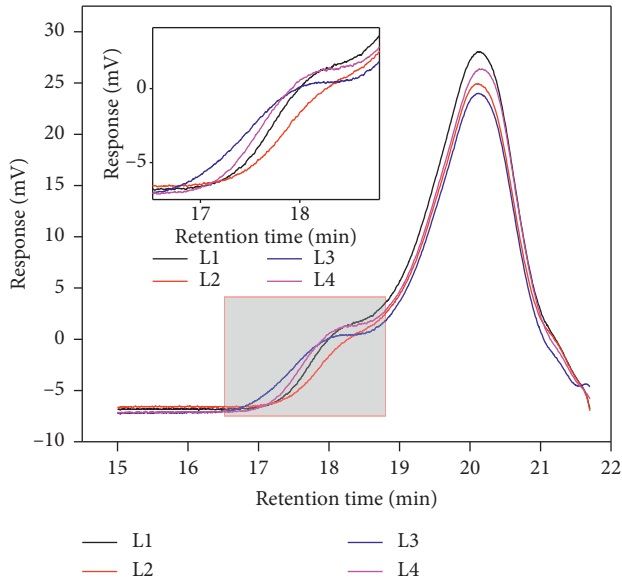 30
25
20
15
10
5
0
−5
−10
Response (mV)
0
−5
Response (mV)
17 18
Retention time (min)
L1 L3
L2 L4
15 16 17 18 19 20 21 22
Retention time (min)
L1 L3
L2 L4